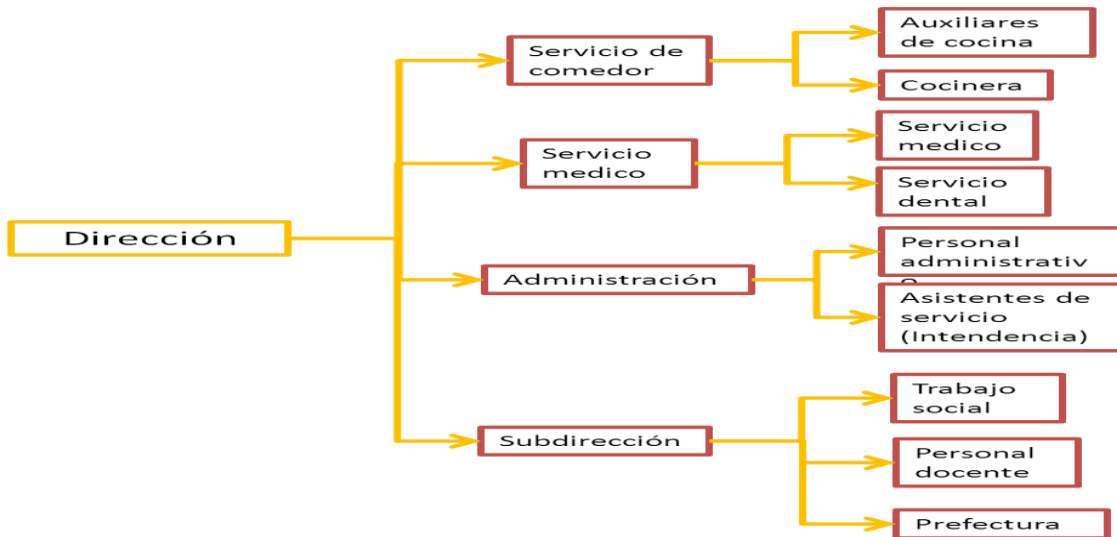 Dirección
Servicio de
comedor
Auxiliares
de cocina
Cocinera
Servicio
medico
Servicio
medico
Servicio
dental
Administración
Personal
administrativ
o
Asistentes de
servicio
(Intendencia)
Subdirección
Trabajo
social
Personal
docente
Prefectura